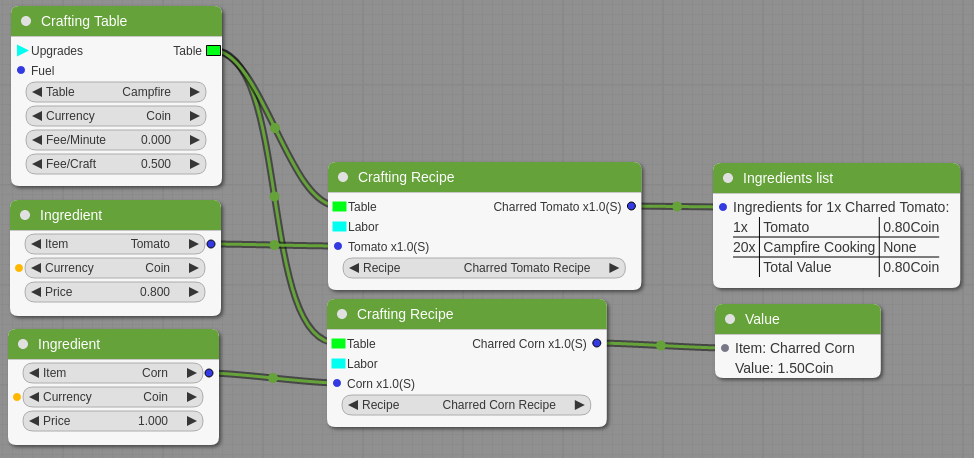 Crafting Table
Upgrades Table
Fuel
Table Campfire
Currency Coin
Fee/Minute 0.000
Fee/Craft 0.500
Ingredient
Item Tomato
Currency Coin
Price 0.800
Ingredient
Item Corn
Currency Coin
Price 1.000
Crafting Recipe
Table Charred Tomato x1.0(S)
Labor
Tomato x1.0(S)
Recipe Charred Tomato Recipe
Crafting Recipe
Table Charred Corn x1.0(S)
Labor
Corn x1.0(S)
Recipe Charred Corn Recipe
Ingredients list
Ingredients for 1x Charred Tomato:
1x Tomato 0.80Coin
20x Campfire Cooking None
Total Value 0.80Coin
Value
Item: Charred Corn
Value: 1.50Coin